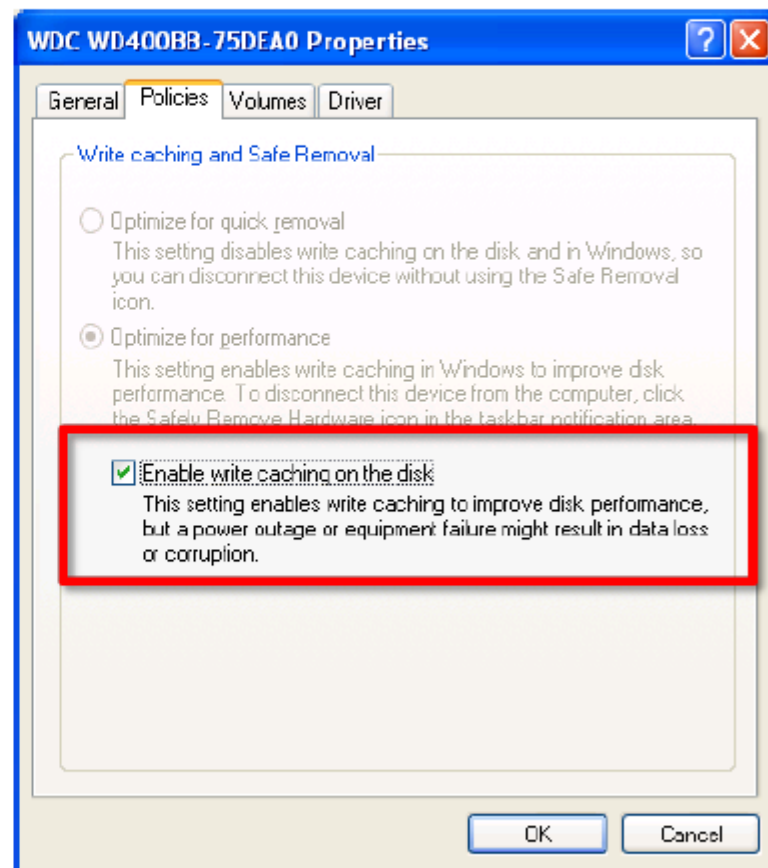 WDC WD400BB-75DEA0 Properties
General Policies Volumes Driver
Write caching and Safe Removal
Optimize for quick removal
This setting disables write caching on the disk and in Windows, so
you can disconnect this device without using the Safe Removal
icon.
Optimize for performance
This setting enables write caching in Windows to improve disk
performance. To disconnect this device from the computer, click
the Safely Remove Hardware icon in the taskbar notification area.
Enable write caching on the disk
This setting enables write caching to improve disk performance,
but a power outage or equipment failure might result in data loss
or corruption.
OK Cancel